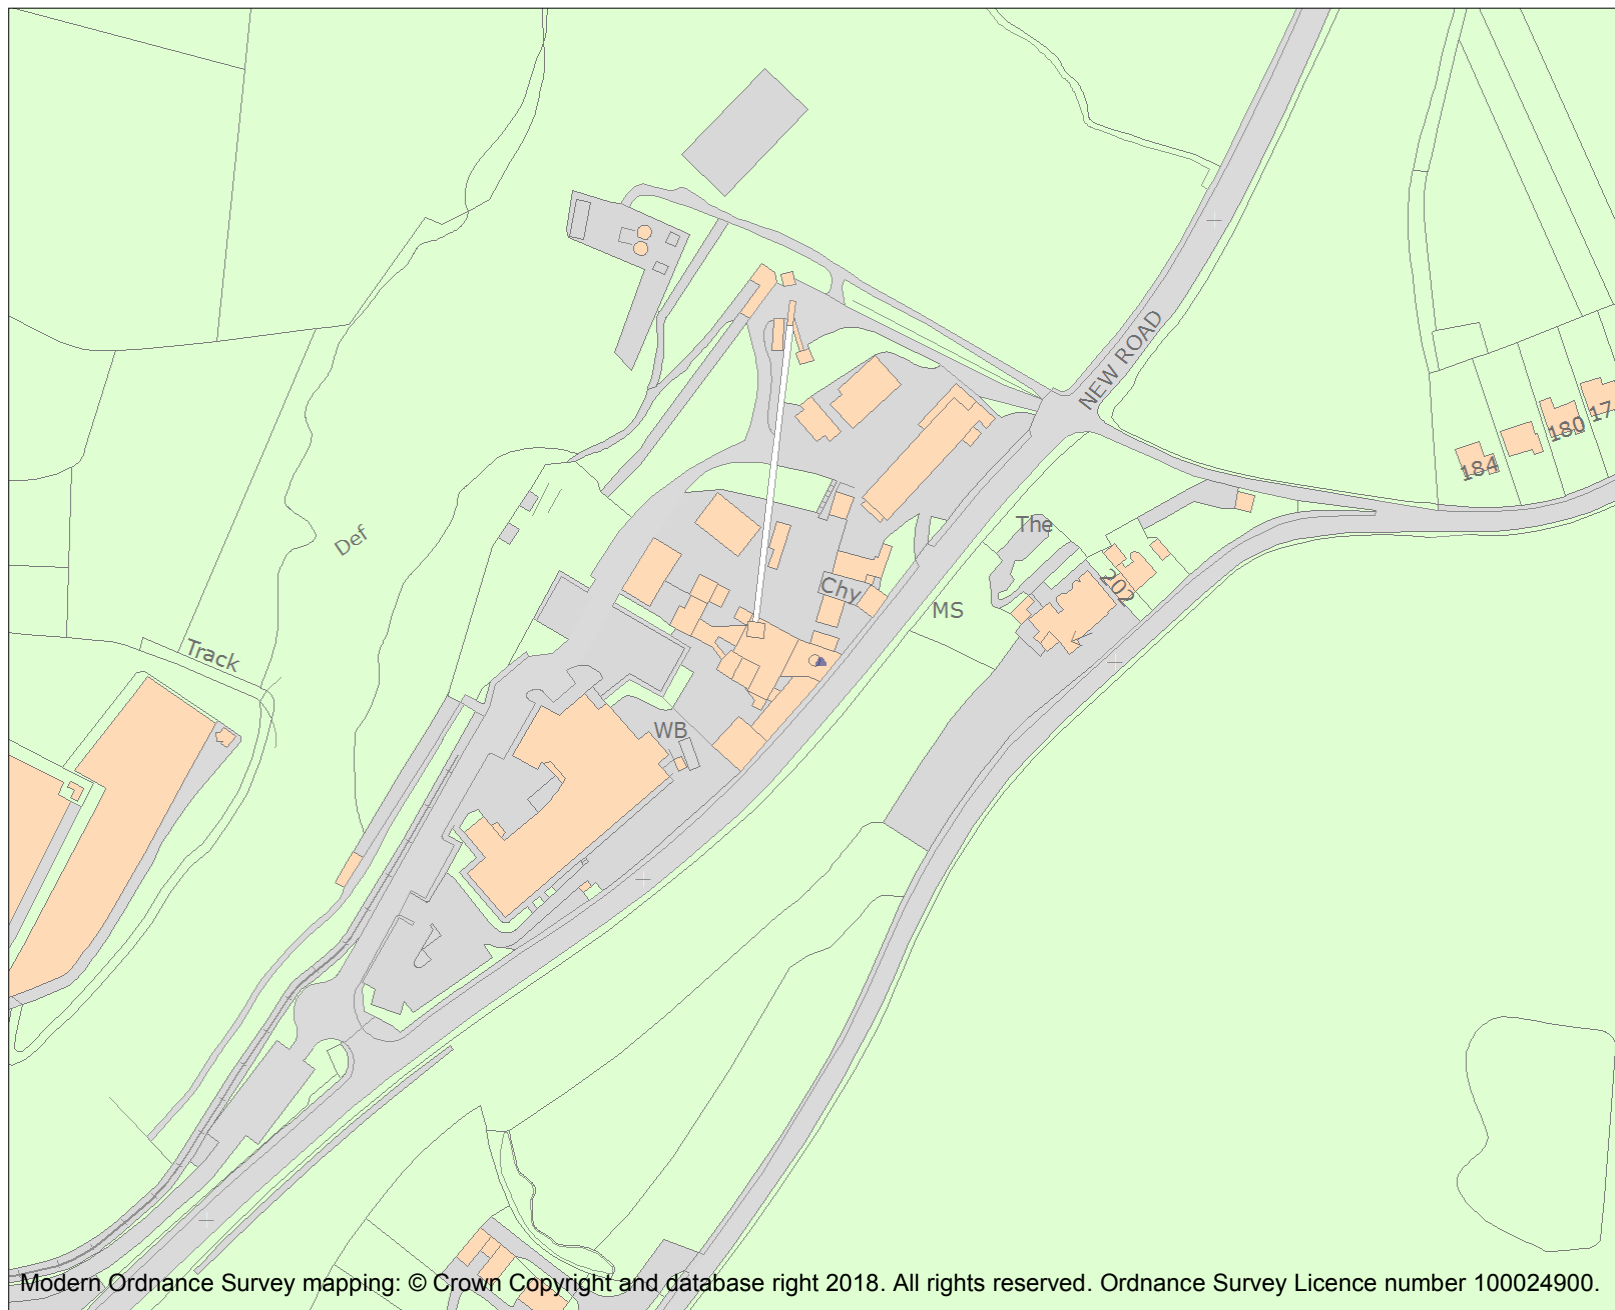 NEW ROAD
17
180
184
The
Def
Chy
202
MS
Track
WB
Modern Ordnance Survey mapping: © Crown Copyright and database right 2018. All rights reserved. Ordnance Survey Licence number 100024900.